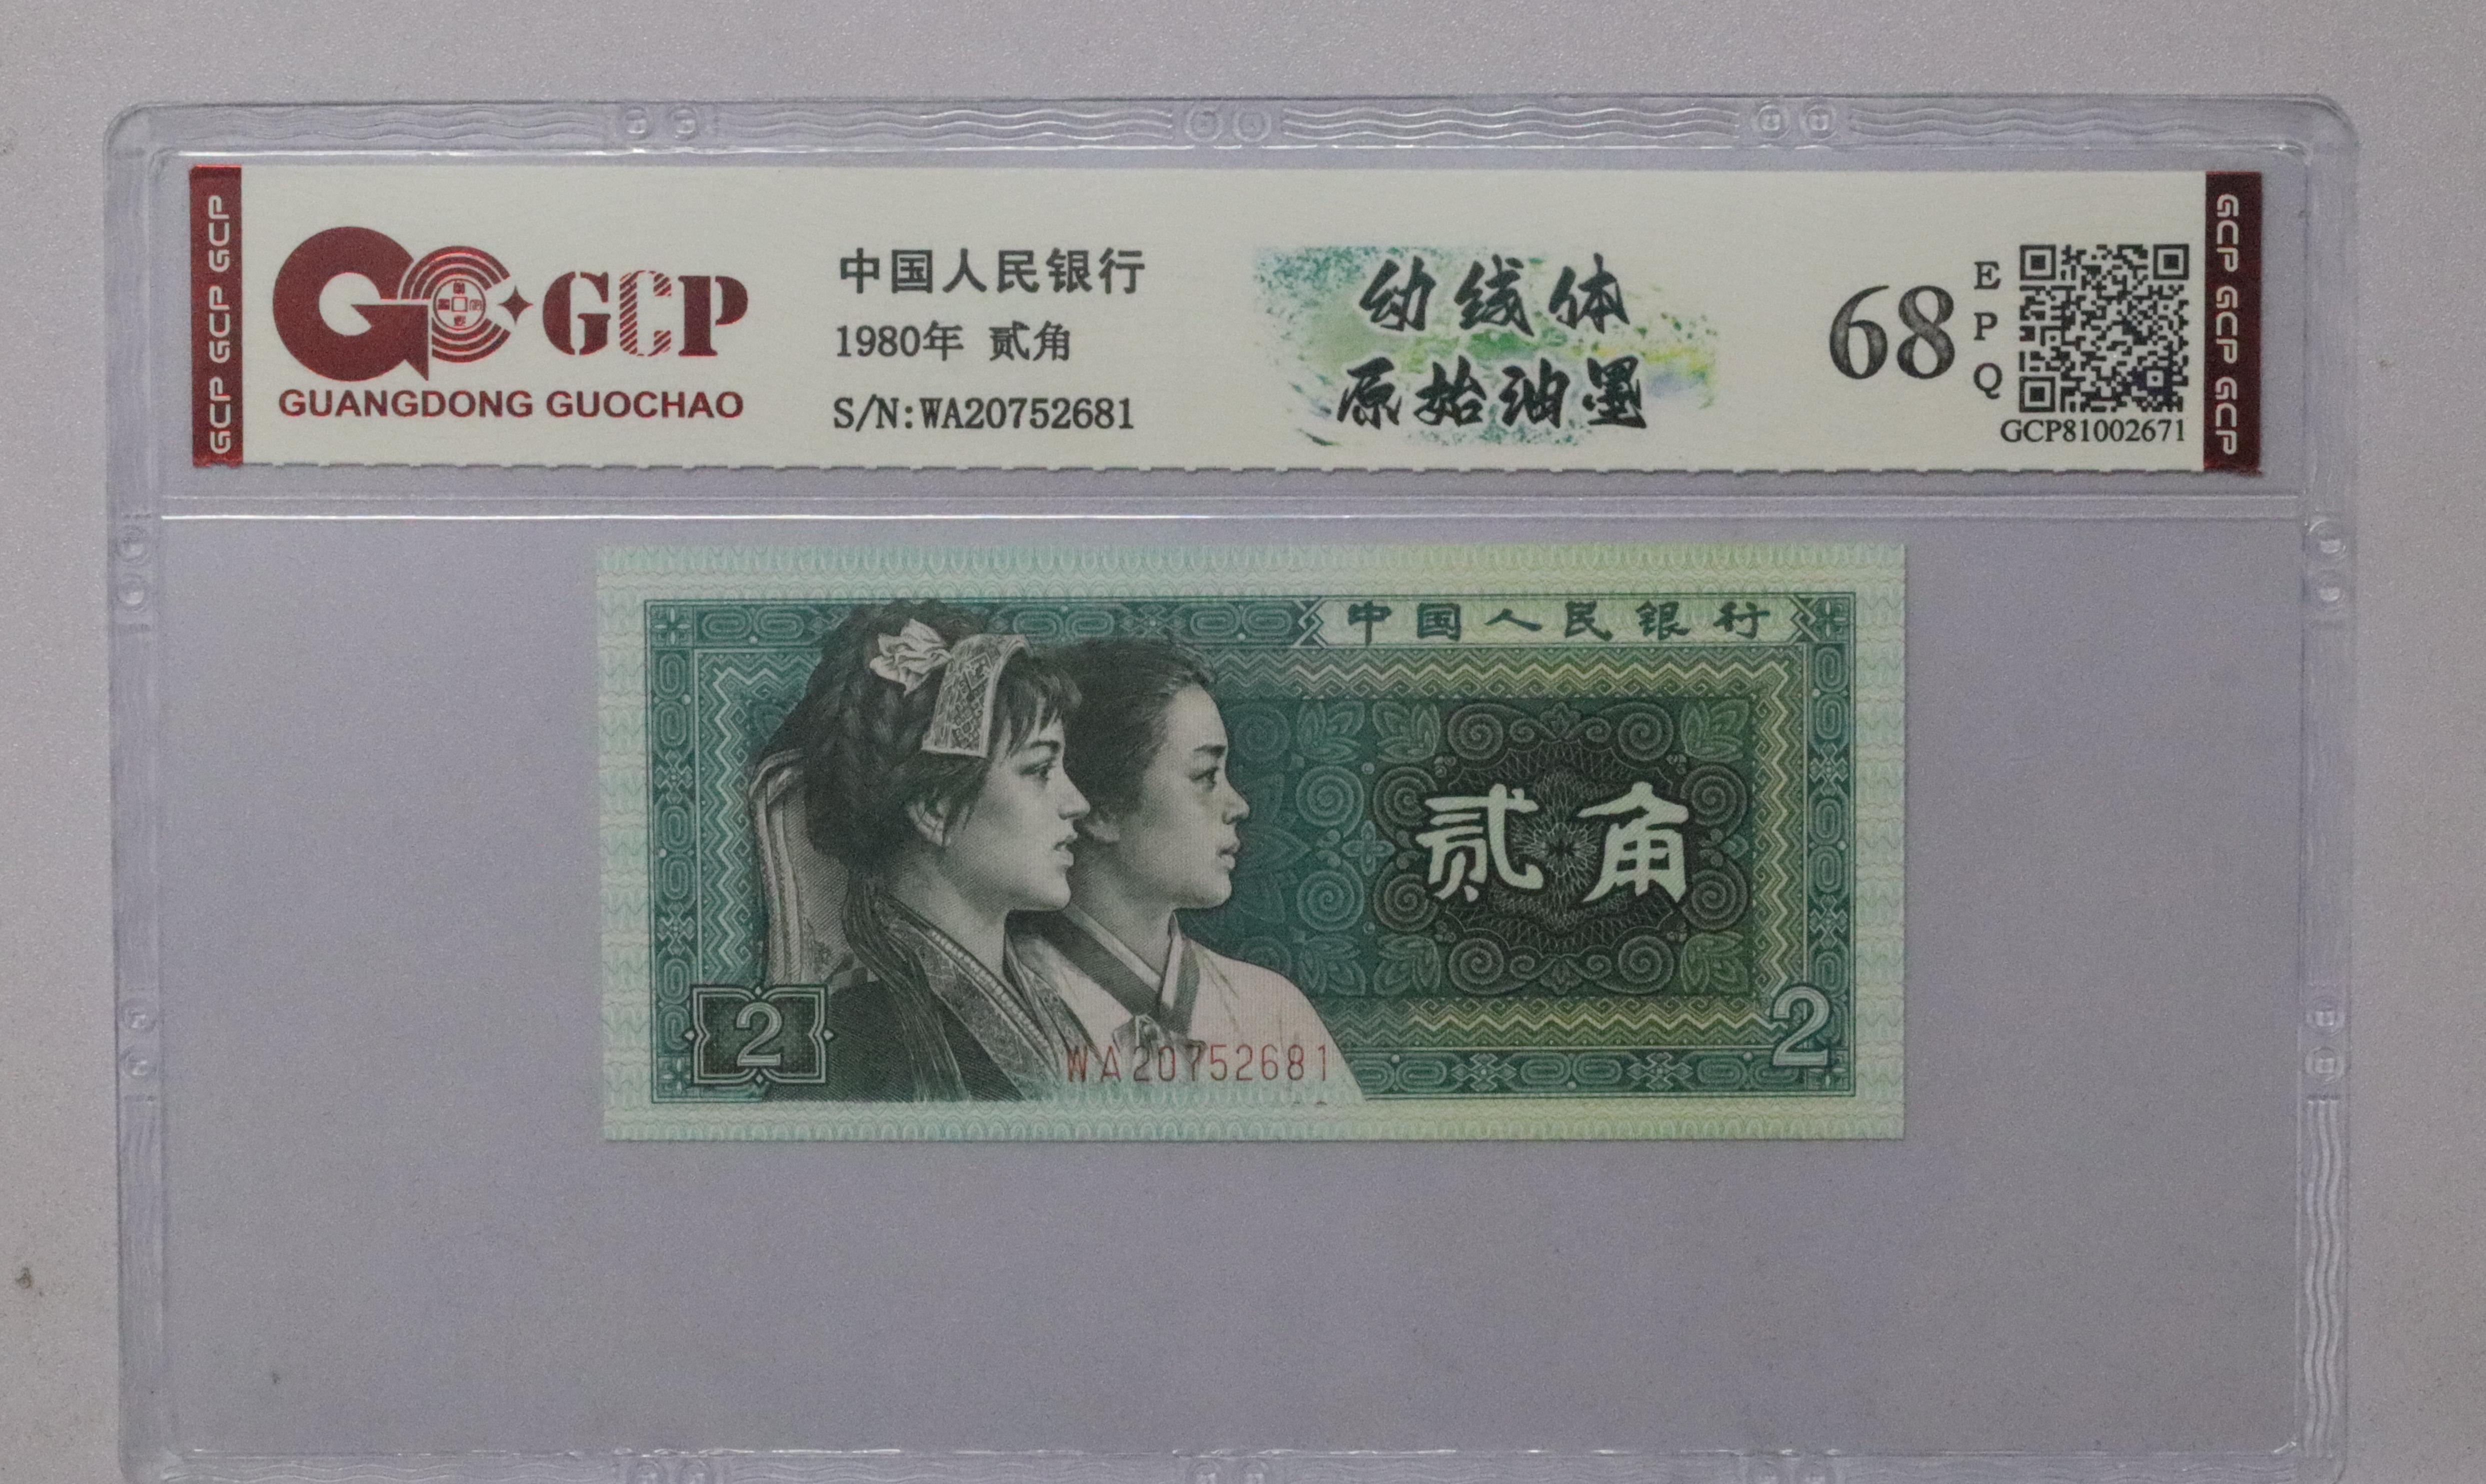 GCP GCP GCP
GCP
GUANGDONG GUOCHAO
中国人民银行
1980年 贰角
S/N:WA20752681
幼线体
原始油墨
68
EPQ
GCP81002671
GCP GCP GCP
中国人民银行
贰角
2
WA20752681
2